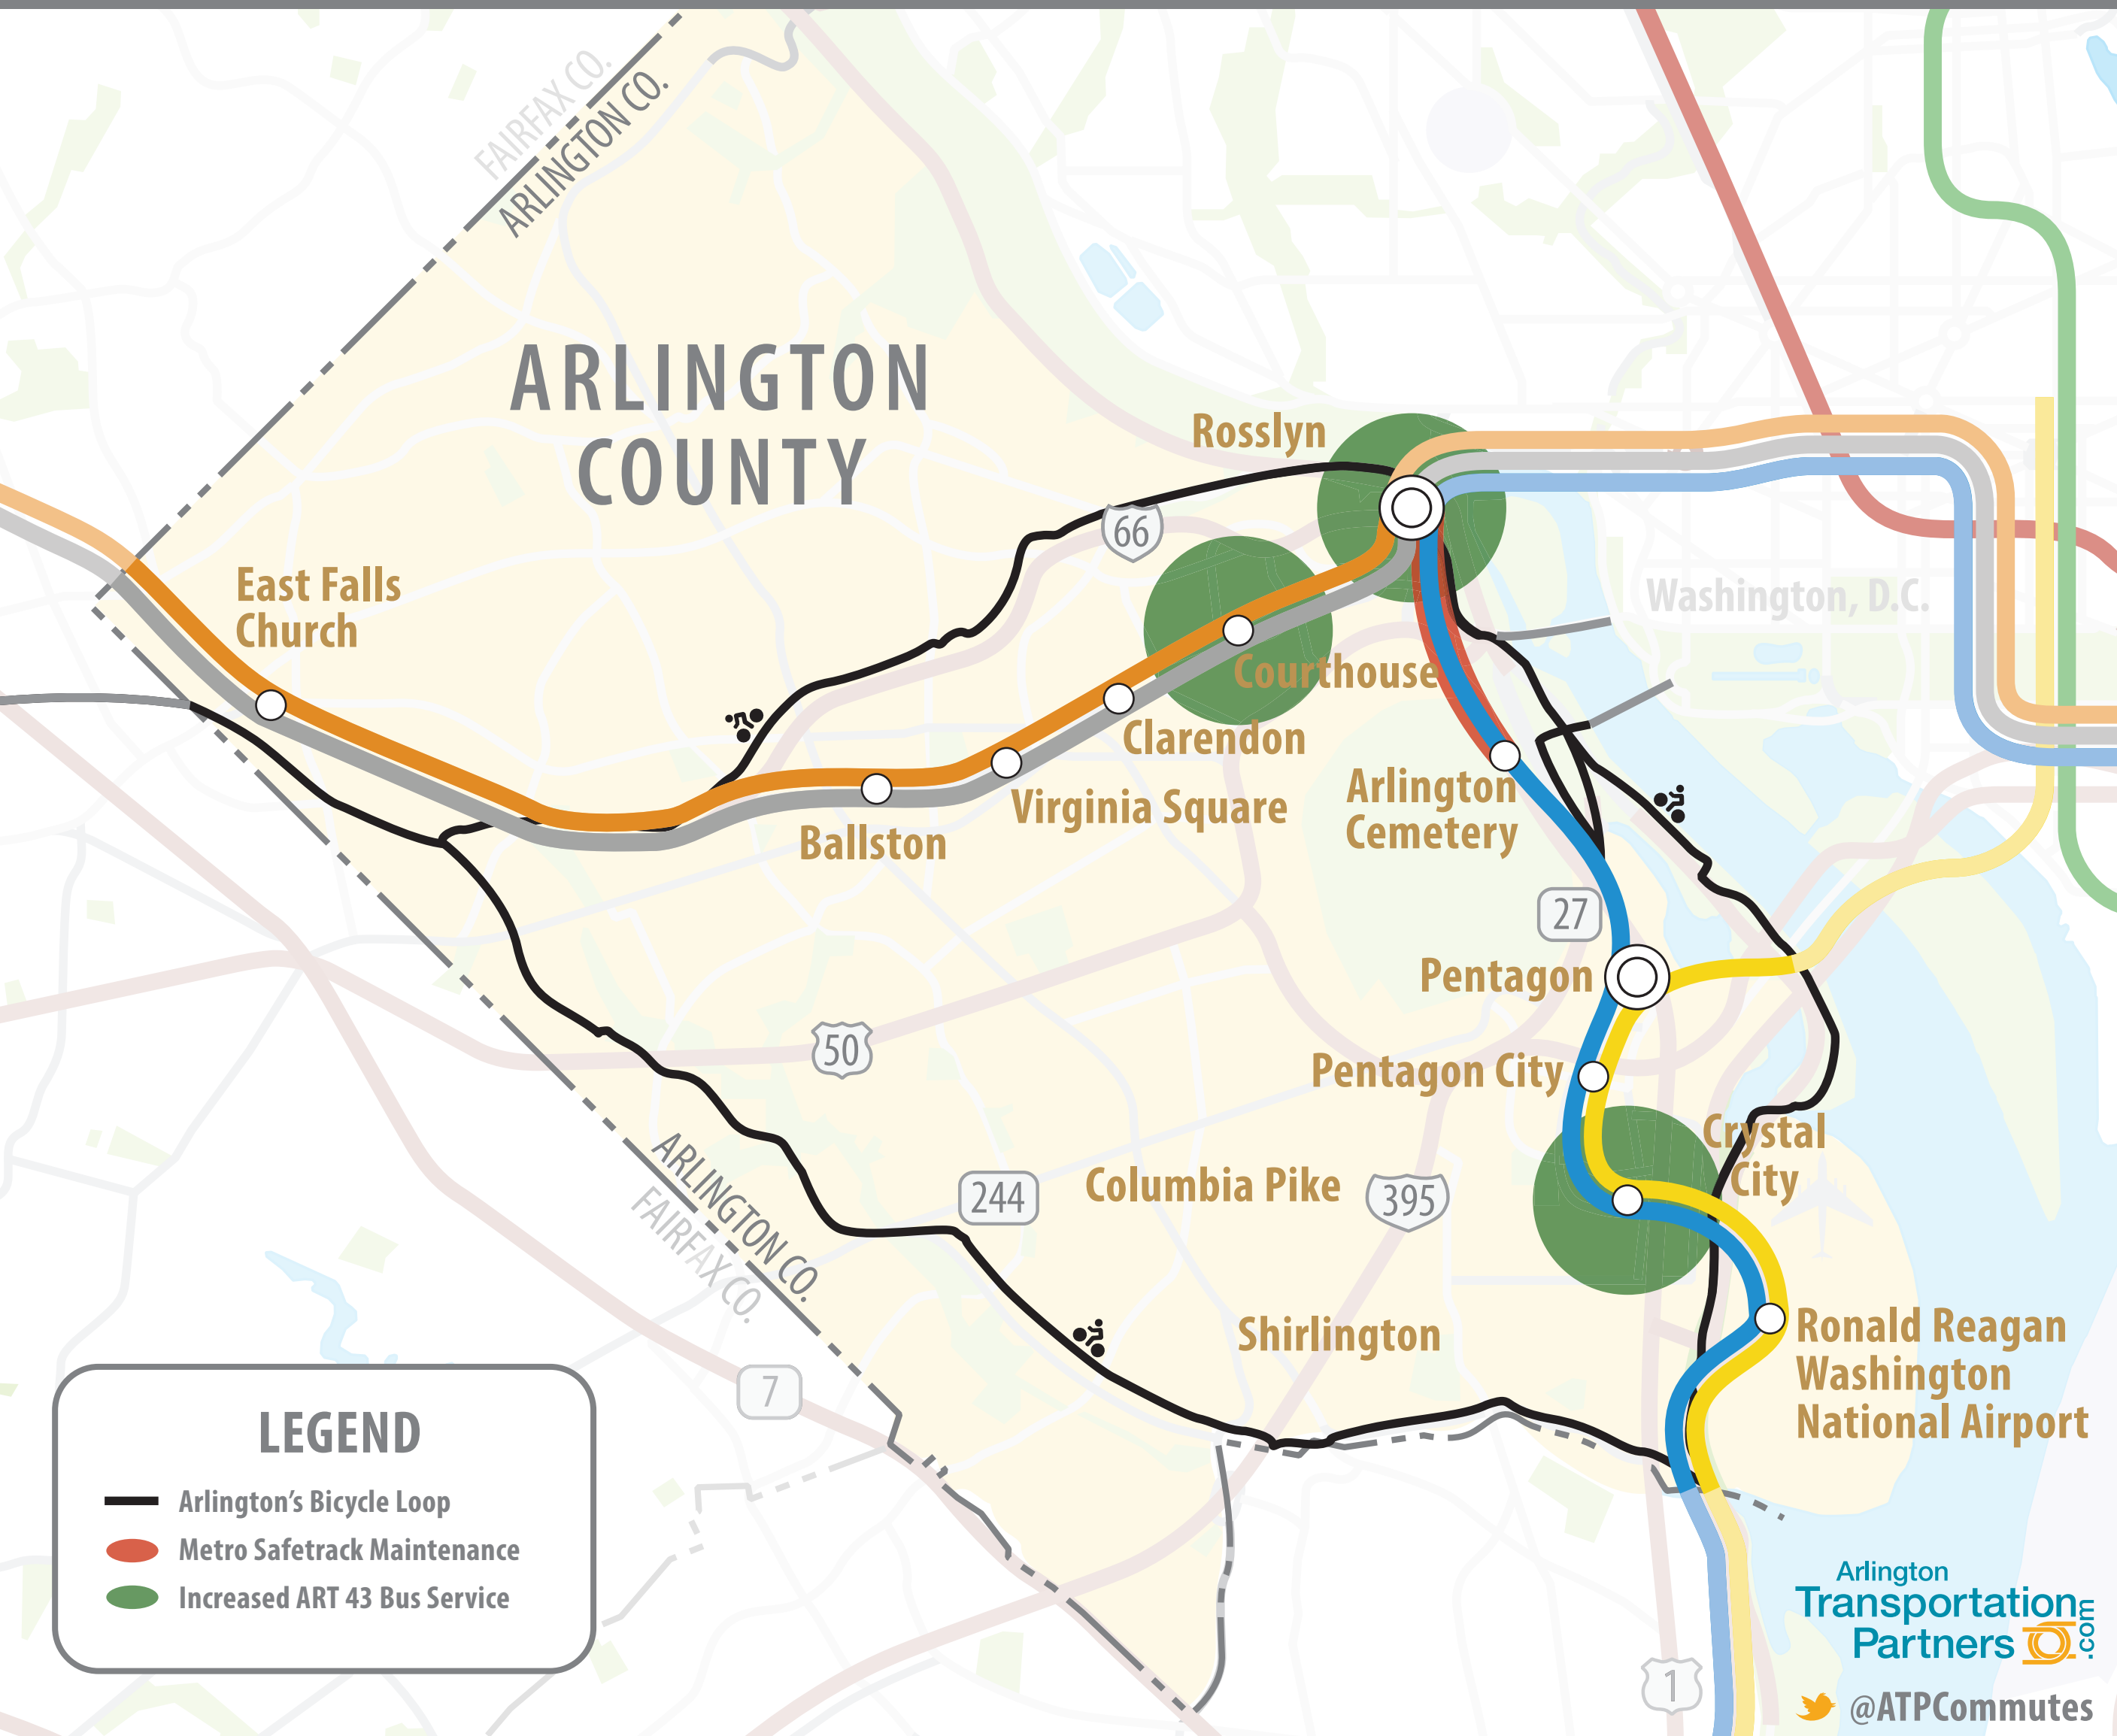 FAIRFAX CO.
ARLINGTON CO.
ARLINGTON
COUNTY
Rosslyn
66
East Falls
Church
Washington, D.C.
Courthouse
Clarendon
Virginia Square
Ballston
Arlington
Cemetery
27
Pentagon
50
Pentagon City
Crystal
City
ARLINGTON CO.
FAIRFAX CO.
244
Columbia Pike
395
Shirlington
Ronald Reagan
Washington
National Airport
7
LEGEND
Arlington's Bicycle Loop
Metro Safetrack Maintenance
Increased ART 43 Bus Service
1
Arlington
Transportation
Partners
.com
@ATPCommutes